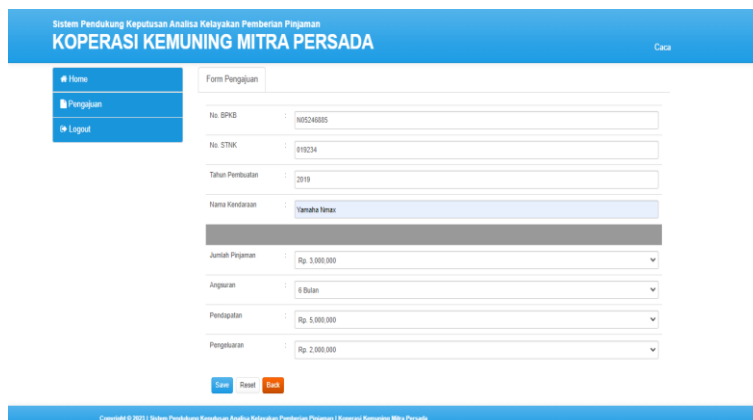 Sistem Pendukung Keputusan Analisa Kelayakan Pemberian Pinjaman
KOPERASI KEMUNING MITRA PERSADA
Caca
Home
Pengajuan
Logout
Form Pengajuan
No. BPKB : N05246885
No. STNK : 019234
Tahun Pembuatan : 2019
Nama Kendaraan : Yamaha Nmax
Jumlah Pinjaman : Rp. 3,000,000
Angsuran : 6 Bulan
Pendapatan : Rp. 5,000,000
Pengeluaran : Rp. 2,000,000
Save Reset Back
Copyright © 2023 | Sistem Pendukung Keputusan Analisa Kelayakan Pemberian Pinjaman | Koperasi Kemuning Mitra Persada